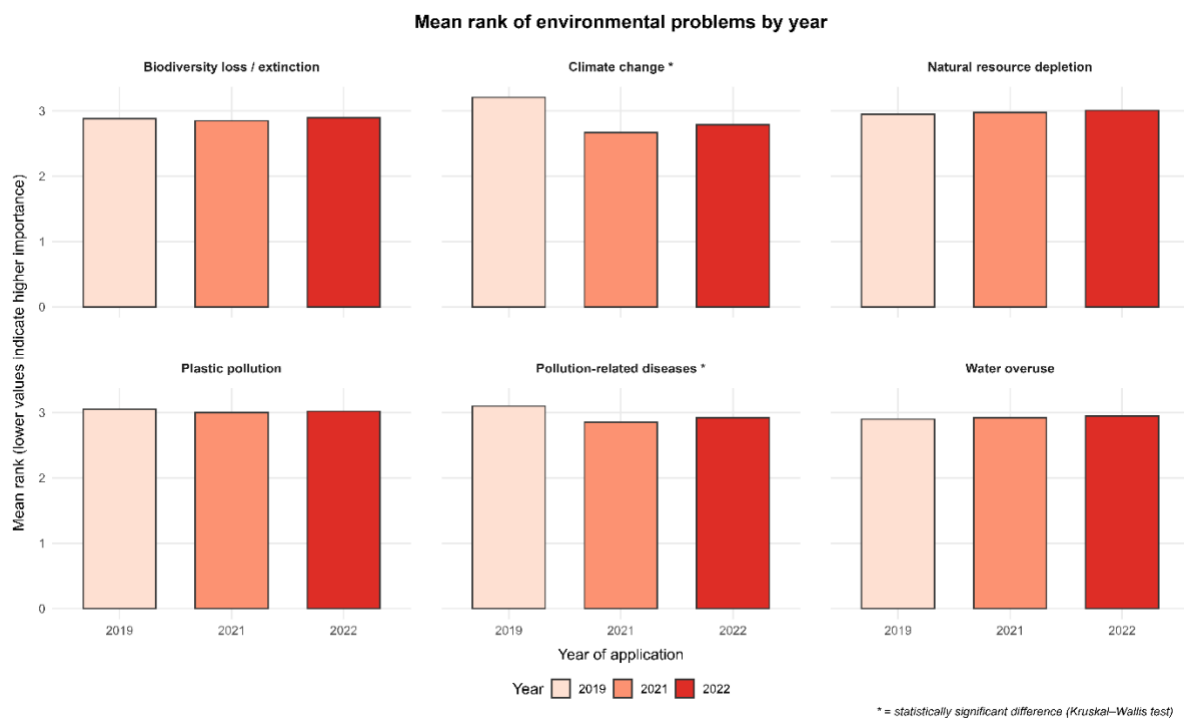 Mean rank of environmental problems by year
Biodiversity loss / extinction
Climate change *
Natural resource depletion
3
2
1
0
Plastic pollution
Pollution-related diseases *
Water overuse
3
2
1
0
Mean rank (lower values indicate higher importance)
2019
2021
2022
2019
2021
2022
2019
2021
2022
Year of application
Year 2019 2021 2022
* = statistically significant difference (Kruskal–Wallis test)